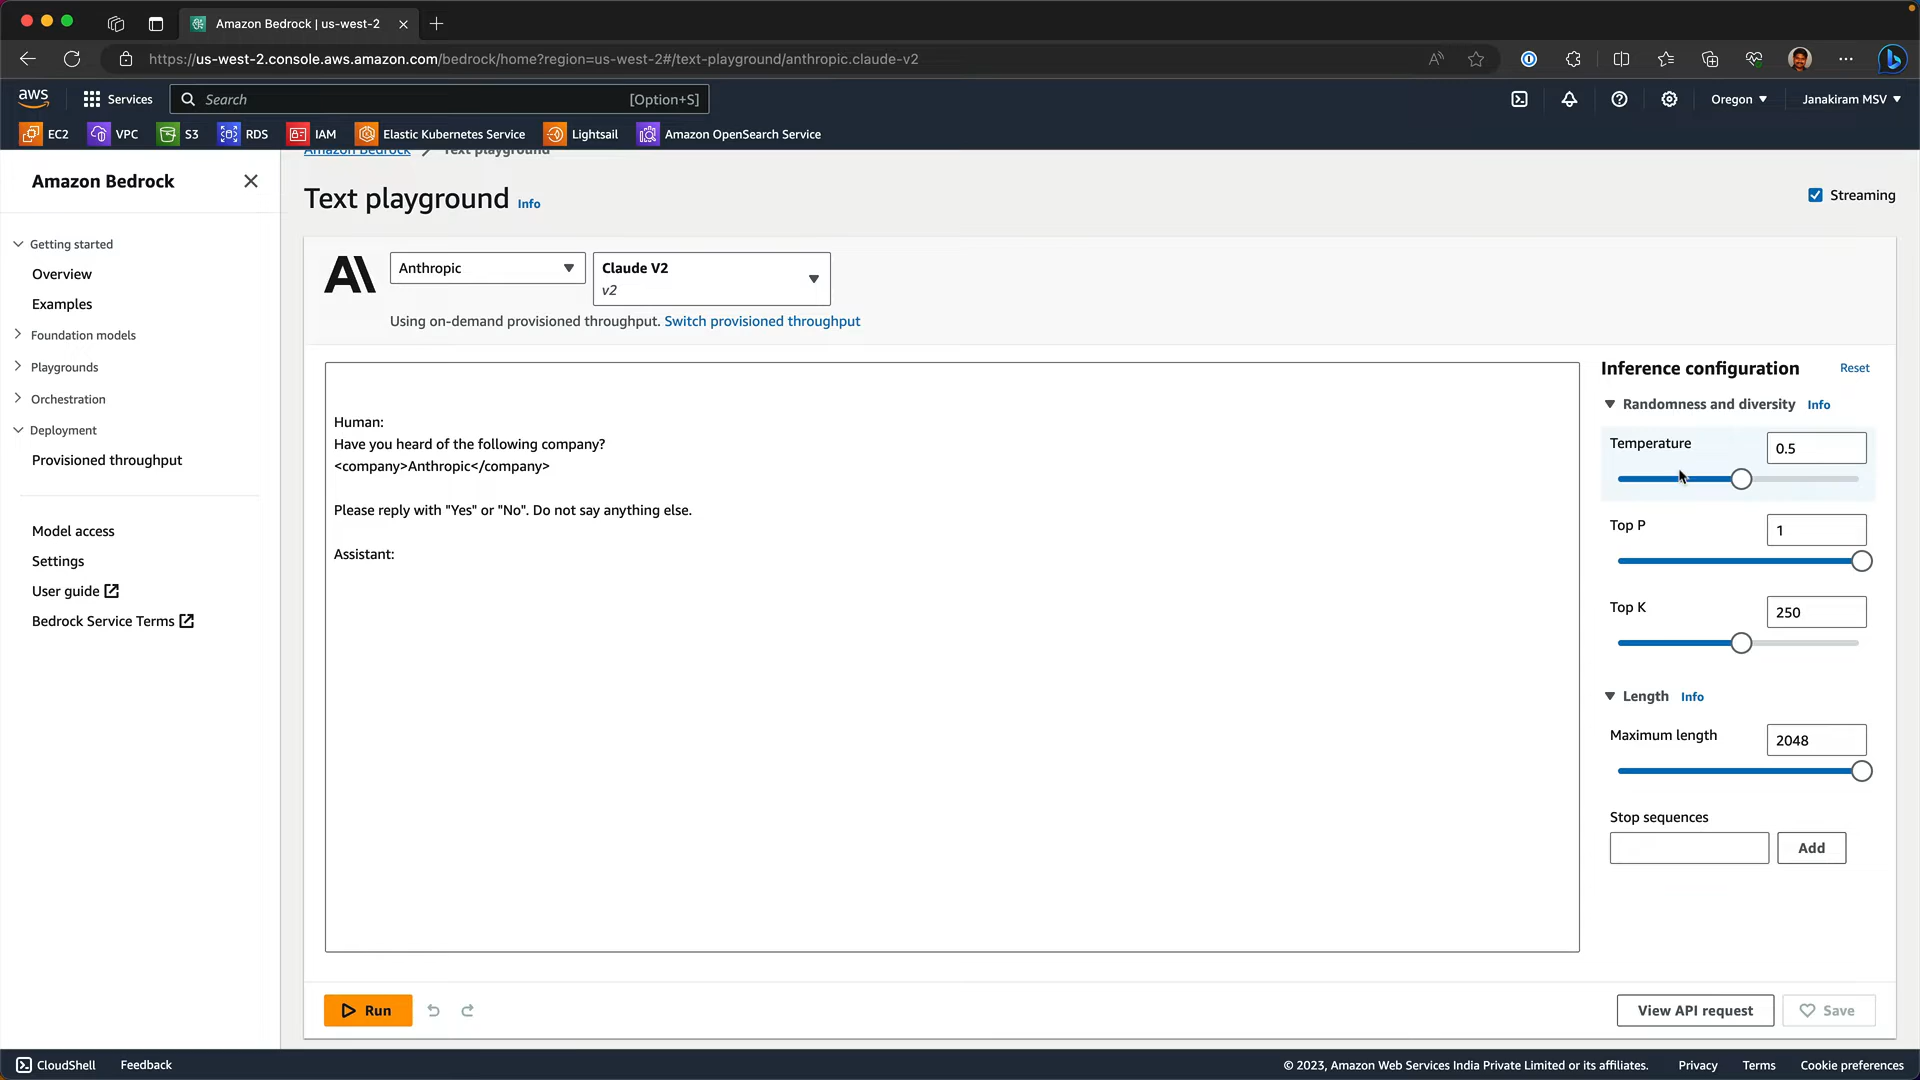 Amazon Bedrock | us-west-2
https://us-west-2.console.aws.amazon.com/bedrock/home?region=us-west-2#/text-playground/anthropic.claude-v2
aws
Services
Search
[Option+S]
Oregon
Janakiram MSV
EC2
VPC
S3
RDS
IAM
Elastic Kubernetes Service
Lightsail
Amazon OpenSearch Service
Amazon Bedrock
Text playground
Amazon Bedrock
Getting started
Overview
Examples
Foundation models
Playgrounds
Orchestration
Deployment
Provisioned throughput
Model access
Settings
User guide
Bedrock Service Terms
Text playground Info
Streaming
Anthropic
Claude V2
v2
Using on-demand provisioned throughput. Switch provisioned throughput
Human:
Have you heard of the following company?
<company>Anthropic</company>
Please reply with "Yes" or "No". Do not say anything else.
Assistant:
Inference configuration
Reset
Randomness and diversity Info
Temperature
0.5
Top P
1
Top K
250
Length Info
Maximum length
2048
Stop sequences
Add
Run
View API request
Save
CloudShell
Feedback
© 2023, Amazon Web Services India Private Limited or its affiliates.
Privacy
Terms
Cookie preferences